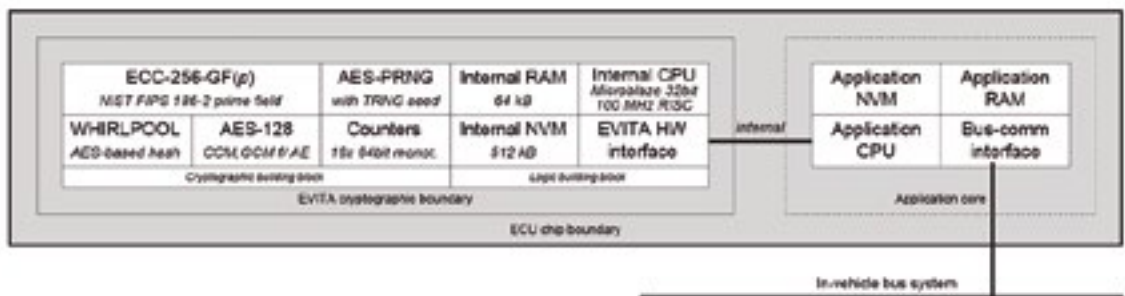 ECC-256-GF(p)
NIST FIPS 186-2 prime field
AES-PRNG
with TRNG seed
Internal RAM
64 kB
Internal CPU
Microblaze 32bit
100 MHz RISC
WHIRLPOOL
AES-based hash
AES-128
CCM,GCM f/AE
Counters
16x 64bit monot.
Internal NVM
512 kB
EVITA HW
interface
Cryptographic building block
Logic building block
EVITA cryptographic boundary
internal
Application
NVM
Application
RAM
Application
CPU
Bus-comm
interface
Application core
ECU chip boundary
In-vehicle bus system